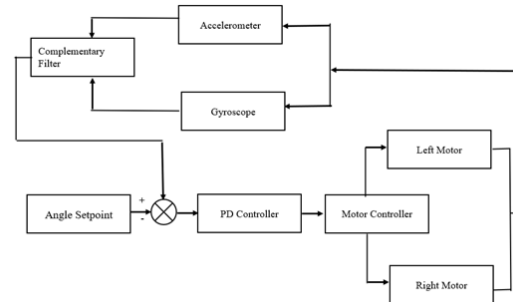 Accelerometer
Complementary
Filter
Gyroscope
Left Motor
+
Angle Setpoint
-
PD Controller
Motor Controller
Right Motor